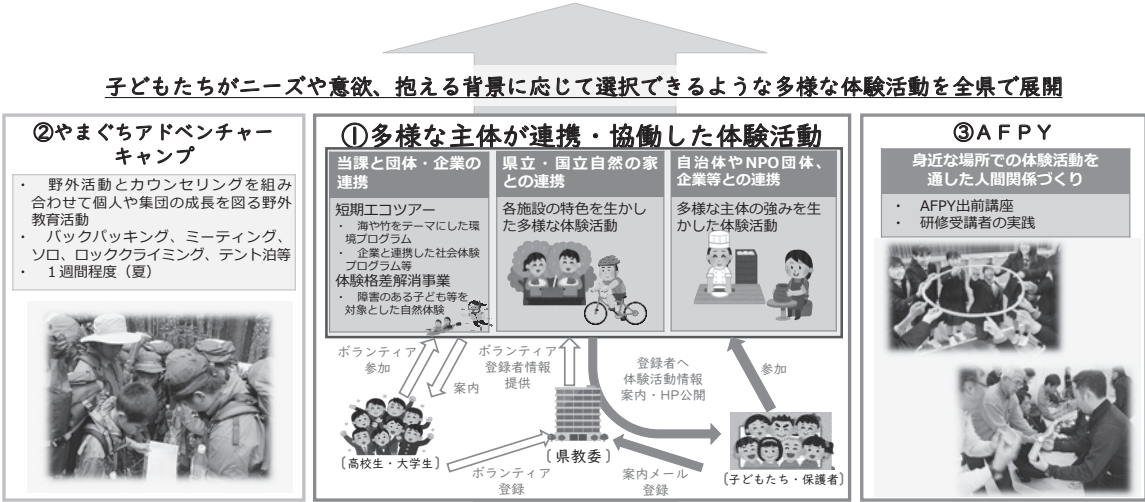 子どもたちがニーズや意欲、抱える背景に応じて選択できるような多様な体験活動を全県で展開
②やまぐちアドベンチャー
キャンプ
・ 野外活動とカウンセリングを組み
合わせて個人や集団の成長を図る野外
教育活動
・ バックパッキング、ミーティング、
ソロ、ロッククライミング、テント泊等
・ １週間程度（夏）
①多様な主体が連携・協働した体験活動
当課と団体・企業の
連携
短期エコツアー
・ 海や竹をテーマにした環
境プログラム
・ 企業と連携した社会体験
プログラム等
体験格差解消事業
・ 障害のある子ども等を
対象とした自然体験
県立・国立自然の家
との連携
各施設の特色を生かし
た多様な体験活動
自治体やNPO団体、
企業等との連携
多様な主体の強みを生
かした体験活動
ボランティア
参加
案内
ボランティア
登録者情報
提供
登録者へ
体験活動情報
案内・HP公開
参加
〔高校生・大学生〕
ボランティア
登録
〔県教委〕
案内メール
登録
〔子どもたち・保護者〕
③ＡＦＰＹ
身近な場所での体験活動を
通した人間関係づくり
・ AFPY出前講座
・ 研修受講者の実践